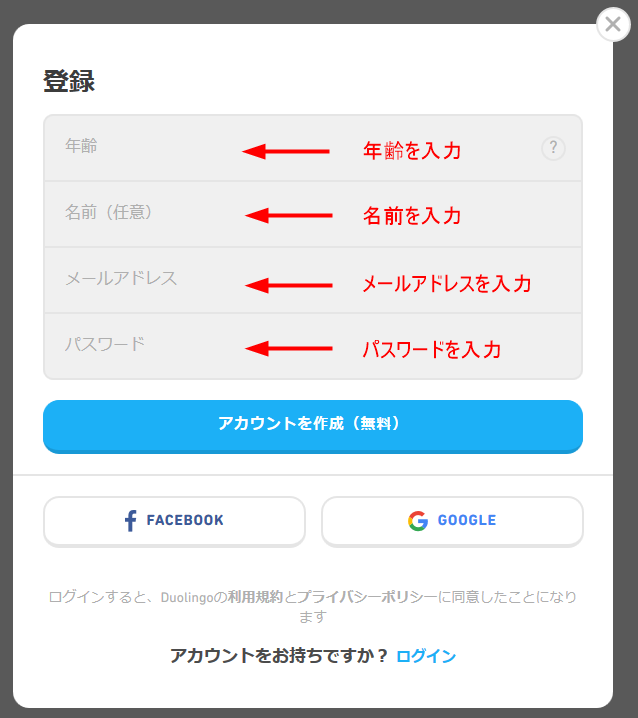 登録
年齢 年齢を入力 ?
名前（任意） 名前を入力
メールアドレス メールアドレスを入力
パスワード パスワードを入力
アカウントを作成（無料）
FACEBOOK GOOGLE
ログインすると、Duolingoの利用規約とプライバシーポリシーに同意したことになり
ます
アカウントをお持ちですか？ ログイン